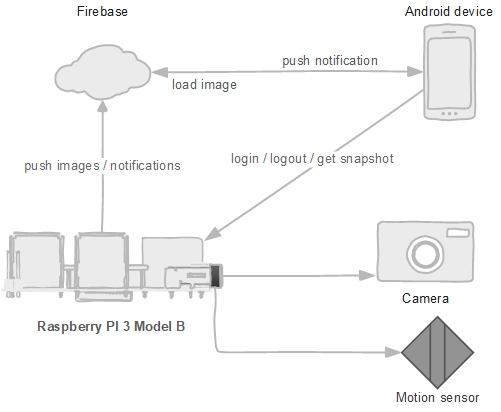 Firebase
Android device
push notification
load image
login / logout / get snapshot
push images / notifications
Camera
Raspberry PI 3 Model B
Motion sensor